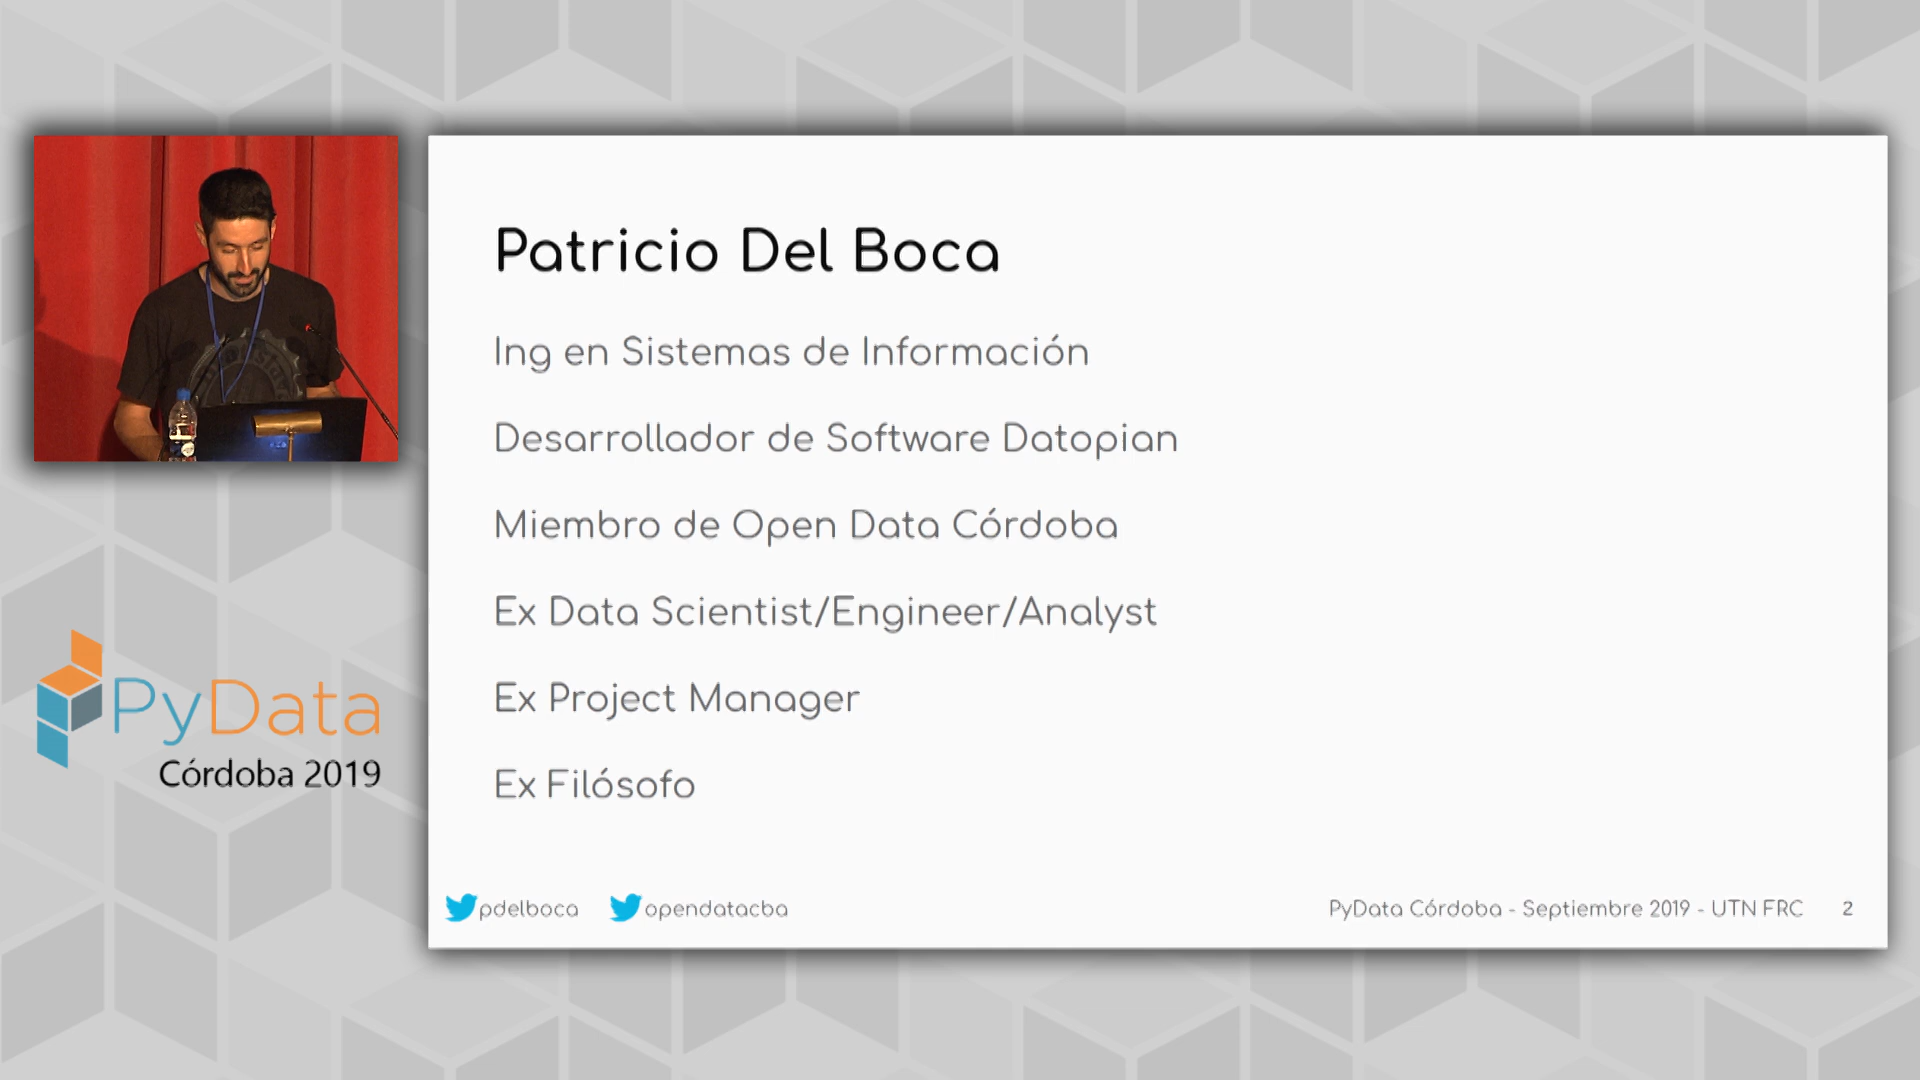 Patricio Del Boca
Ing en Sistemas de Información
Desarrollador de Software Datopian
Miembro de Open Data Córdoba
Ex Data Scientist/Engineer/Analyst
Ex Project Manager
Ex Filósofo
pdelboca opendatacba
PyData Córdoba - Septiembre 2019 - UTN FRC 2
PyData
Córdoba 2019